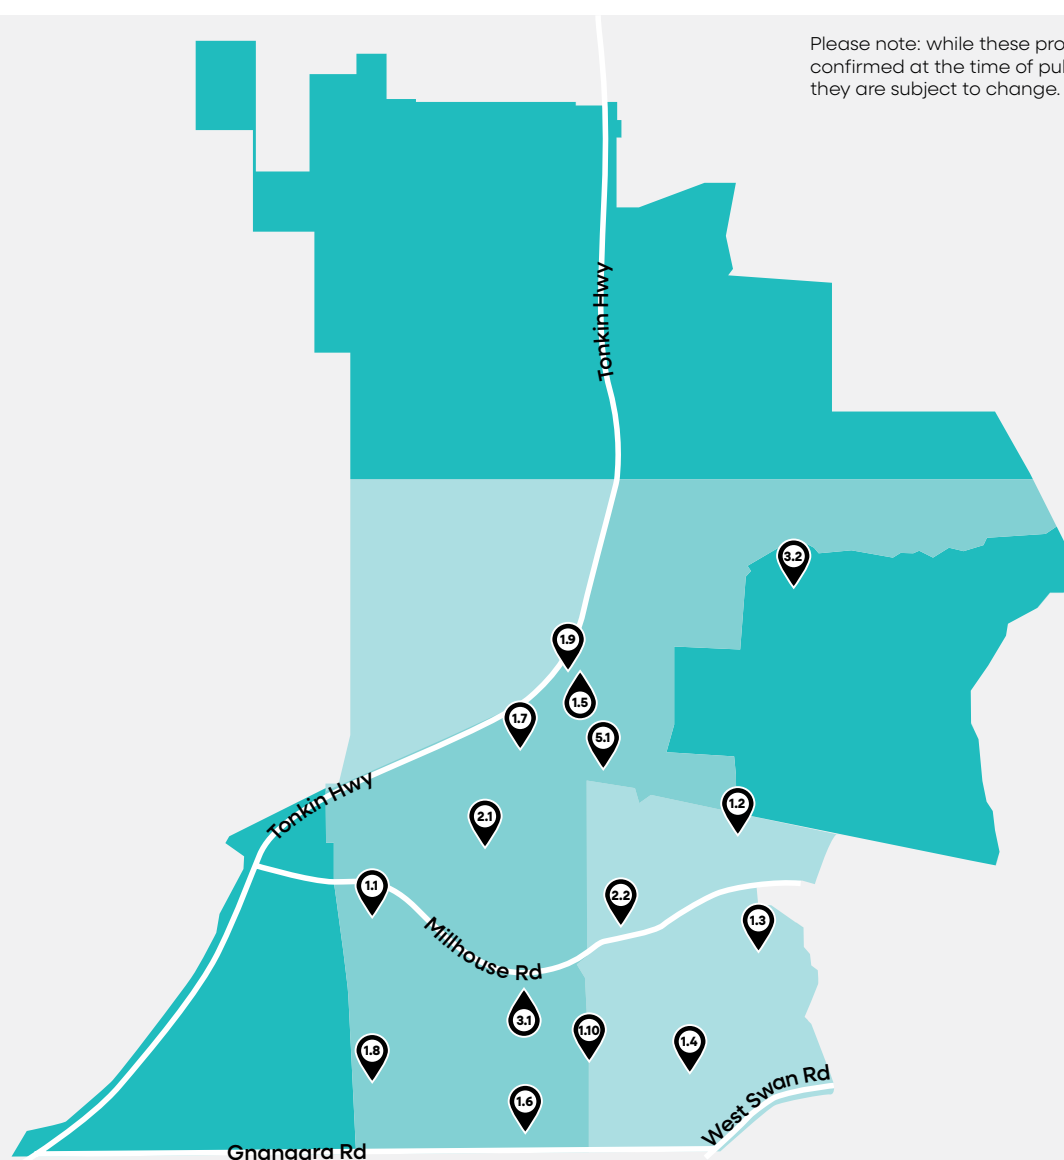 Please note: while these pro
confirmed at the time of pul
they are subject to change.
Tonkin Hwy
3.2
1.9
1.5
1.7
5.1
Tonkin Hwy
1.2
2.1
1.1
2.2
1.3
Millhouse Rd
3.1
1.10
1.4
1.8
West Swan Rd
1.6
Gnangara Rd